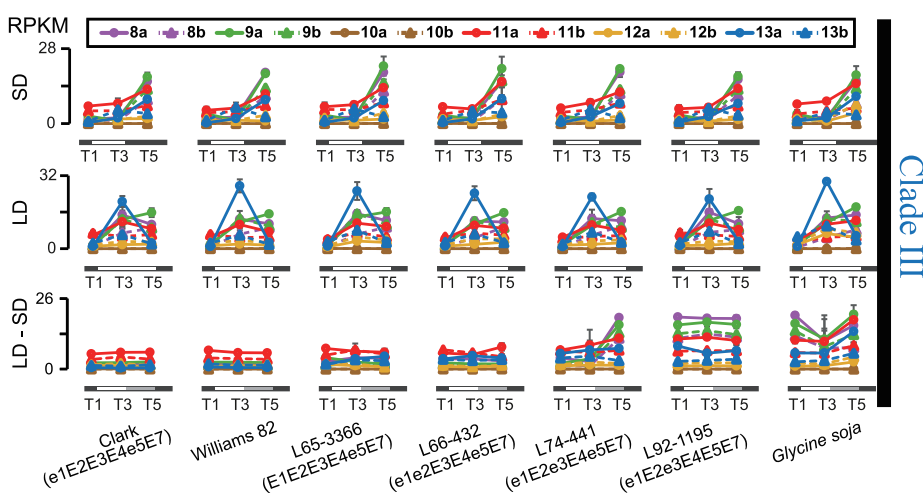 RPKM
8a 8b 9a 9b 10a 10b 11a 11b 12a 12b 13a 13b
28
SD
0
T1 T3 T5 T1 T3 T5 T1 T3 T5 T1 T3 T5 T1 T3 T5 T1 T3 T5 T1 T3 T5
32
LD
0
T1 T3 T5 T1 T3 T5 T1 T3 T5 T1 T3 T5 T1 T3 T5 T1 T3 T5 T1 T3 T5
26
LD - SD
0
T1 T3 T5 T1 T3 T5 T1 T3 T5 T1 T3 T5 T1 T3 T5 T1 T3 T5 T1 T3 T5
Clark
(e1E2E3E4e5E7)
Williams 82
L65-3366
(E1E2E3E4e5E7)
L66-432
(e1e2E3E4e5E7)
L74-441
(e1E2e3E4e5E7)
L92-1195
(e1E2e3E4E5E7)
Glycine soja
Clade III